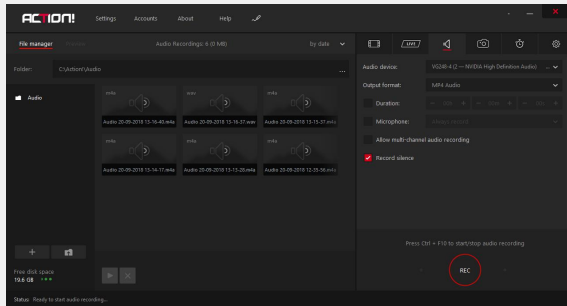 ACTION!
Settings
Accounts
About
Help
File manager
Audio Recordings: 6 (0 MB)
by date
LIVE
Folder:
C:\Action!\Audio
...
Audio
m4a
wav
m4a
Audio 20-09-2018 13-16-40.m4a
Audio 20-09-2018 13-16-37.wav
Audio 20-09-2018 13-15-37.m4a
m4a
m4a
m4a
Audio 20-09-2018 13-14-17.m4a
Audio 20-09-2018 13-13-28.m4a
Audio 20-09-2018 12-35-56.m4a
Audio device:
VG248-4 (2 — NVIDIA High Definition Audio) ...
Output format:
MP4 Audio
Duration:
Microphone:
Allow multi-channel audio recording
Record silence
Press Ctrl + F10 to start/stop audio recording
REC
Free disk space
19.6 GB
Status: Ready to start audio recording...